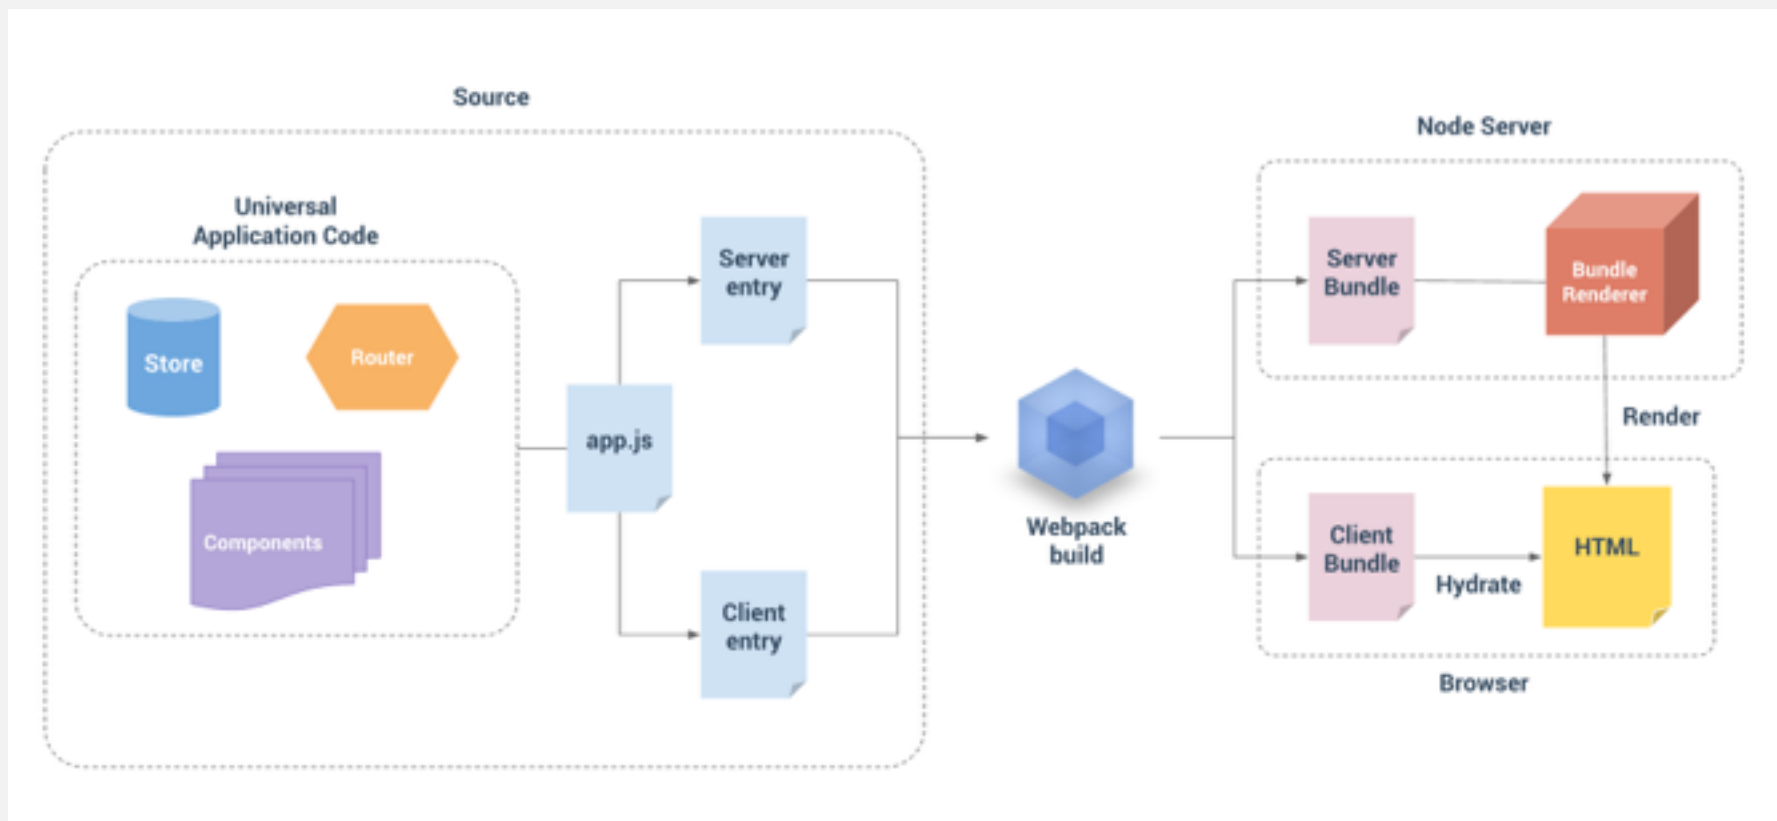 Source
Universal
Application Code
Store
Router
Components
app.js
Server
entry
Client
entry
Webpack
build
Node Server
Server
Bundle
Bundle
Renderer
Render
Client
Bundle
Hydrate
HTML
Browser